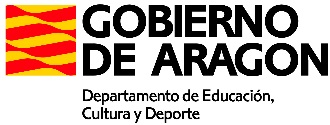 GOBIERNO
DE ARAGON
Departamento de Educación,
Cultura y Deporte